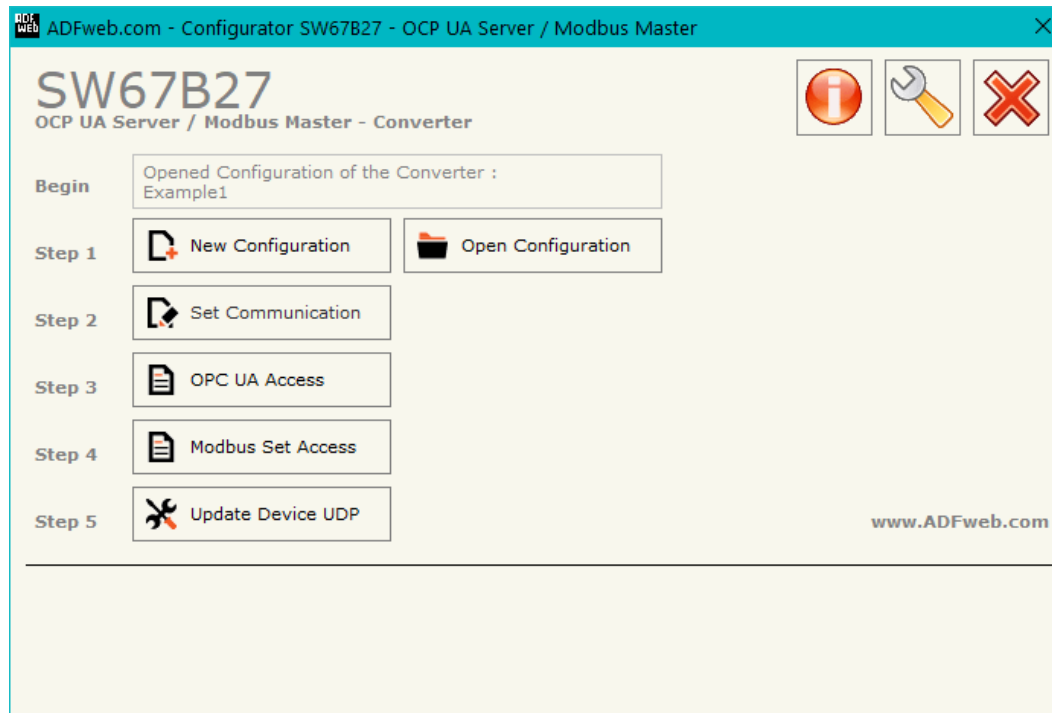 ADF
WEB
ADFweb.com - Configurator SW67B27 - OCP UA Server / Modbus Master
SW67B27
OCP UA Server / Modbus Master - Converter
Begin
Opened Configuration of the Converter :
Example1
Step 1
New Configuration
Open Configuration
Step 2
Set Communication
Step 3
OPC UA Access
Step 4
Modbus Set Access
Step 5
Update Device UDP
www.ADFweb.com